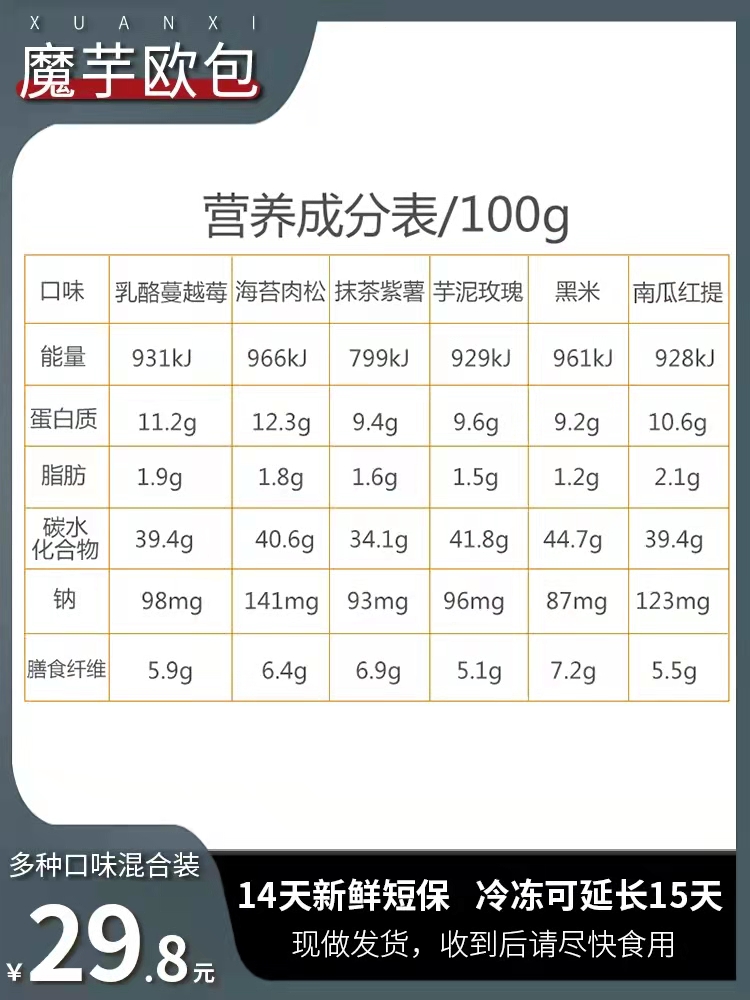 XUANXI
魔芋欧包
营养成分表/100g
口味 乳酪蔓越莓 海苔肉松 抹茶紫薯 芋泥玫瑰 黑米 南瓜红提
能量 931kJ 966kJ 799kJ 929kJ 961kJ 928kJ
蛋白质 11.2g 12.3g 9.4g 9.6g 9.2g 10.6g
脂肪 1.9g 1.8g 1.6g 1.5g 1.2g 2.1g
碳水
化合物 39.4g 40.6g 34.1g 41.8g 44.7g 39.4g
钠 98mg 141mg 93mg 96mg 87mg 123mg
膳食纤维 5.9g 6.4g 6.9g 5.1g 7.2g 5.5g
多种口味混合装
¥29.8元
14天新鲜短保 冷冻可延长15天
现做发货，收到后请尽快食用